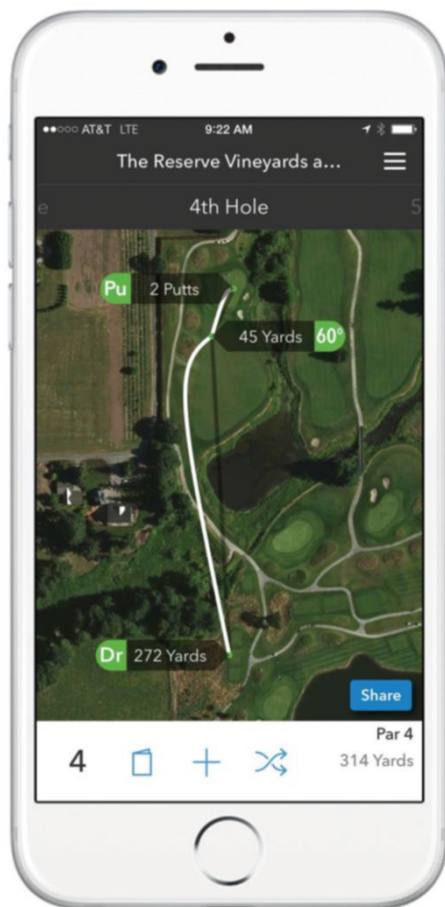 AT&T LTE 9:22 AM
The Reserve Vineyards a...
e 4th Hole 5
Pu 2 Putts
45 Yards 60°
Dr 272 Yards
Share
Par 4
4 314 Yards